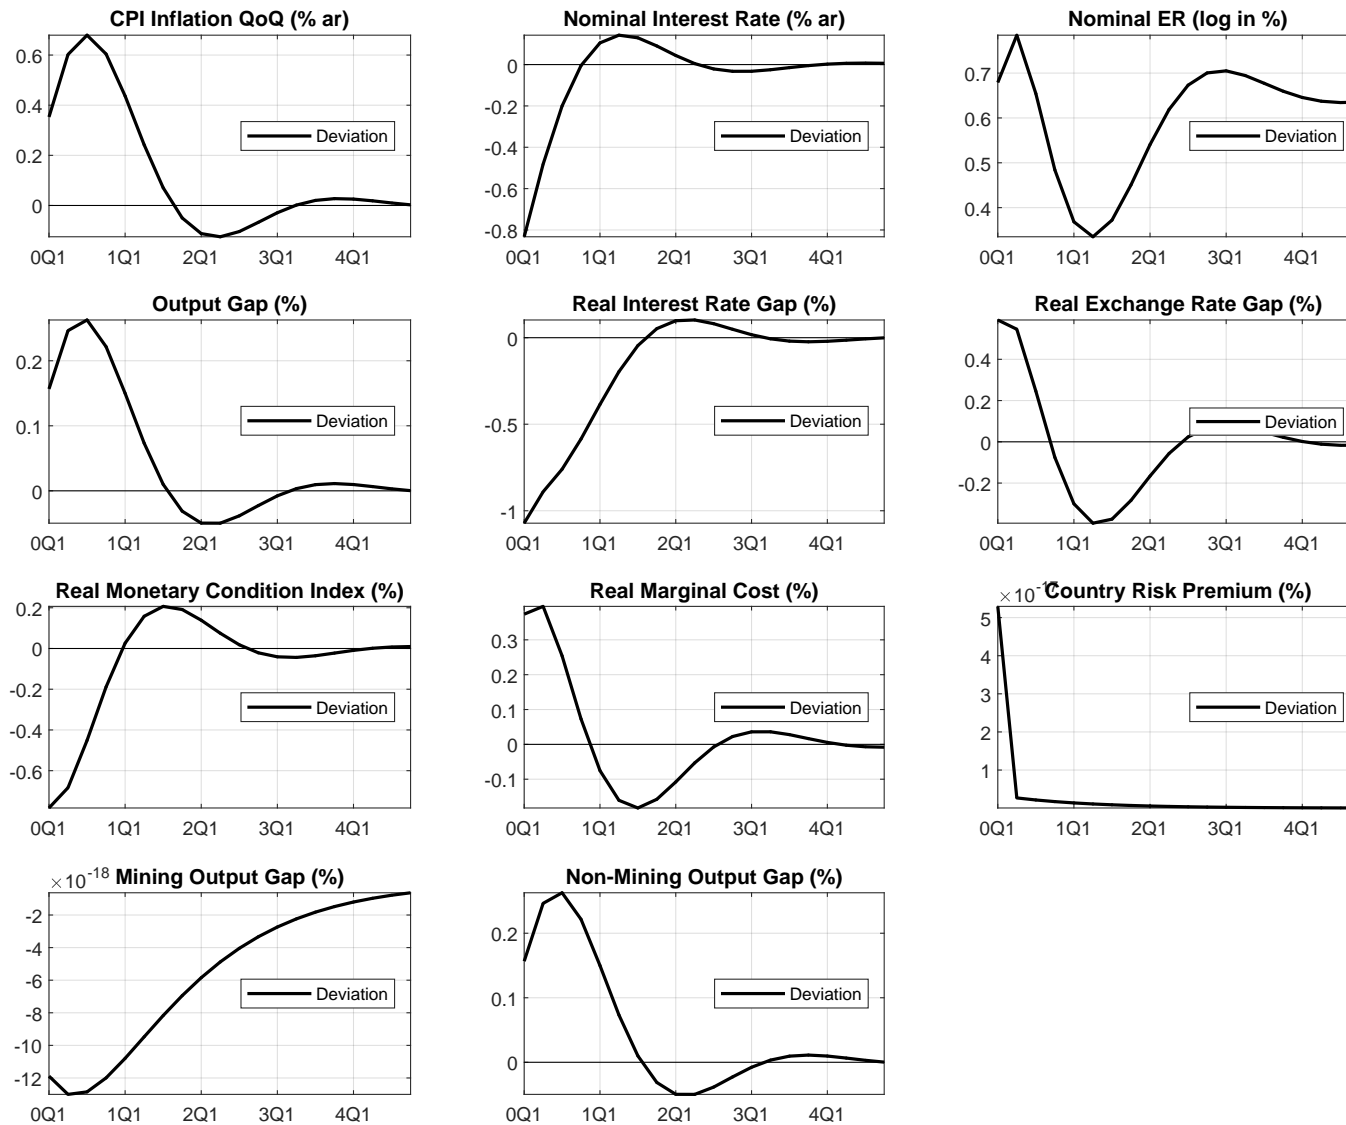 CPI Inflation QoQ (% ar)
0.6
0.4
0.2
0
0Q1 1Q1 2Q1 3Q1 4Q1
Deviation
Nominal Interest Rate (% ar)
0
-0.2
-0.4
-0.6
-0.8
0Q1 1Q1 2Q1 3Q1 4Q1
Deviation
Nominal ER (log in %)
0.7
0.6
0.5
0.4
0Q1 1Q1 2Q1 3Q1 4Q1
Deviation
Output Gap (%)
0.2
0.1
0
0Q1 1Q1 2Q1 3Q1 4Q1
Deviation
Real Interest Rate Gap (%)
0
-0.5
-1
0Q1 1Q1 2Q1 3Q1 4Q1
Deviation
Real Exchange Rate Gap (%)
0.4
0.2
0
-0.2
0Q1 1Q1 2Q1 3Q1 4Q1
Deviation
Real Monetary Condition Index (%)
0.2
0
-0.2
-0.4
-0.6
0Q1 1Q1 2Q1 3Q1 4Q1
Deviation
Real Marginal Cost (%)
0.3
0.2
0.1
0
-0.1
0Q1 1Q1 2Q1 3Q1 4Q1
Deviation
Country Risk Premium (%)
5
4
3
2
1
0Q1 1Q1 2Q1 3Q1 4Q1
Deviation
×10⁻¹⁸ Mining Output Gap (%)
-2
-4
-6
-8
-10
-12
0Q1 1Q1 2Q1 3Q1 4Q1
Deviation
Non-Mining Output Gap (%)
0.2
0.1
0
0Q1 1Q1 2Q1 3Q1 4Q1
Deviation